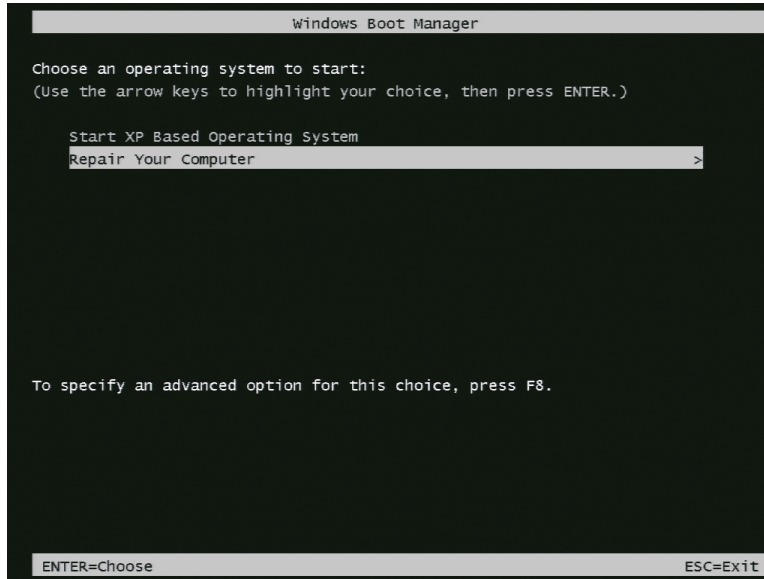 Windows Boot Manager
Choose an operating system to start:
(Use the arrow keys to highlight your choice, then press ENTER.)
Start XP Based Operating System
Repair Your Computer >
To specify an advanced option for this choice, press F8.
ENTER=Choose ESC=Exit